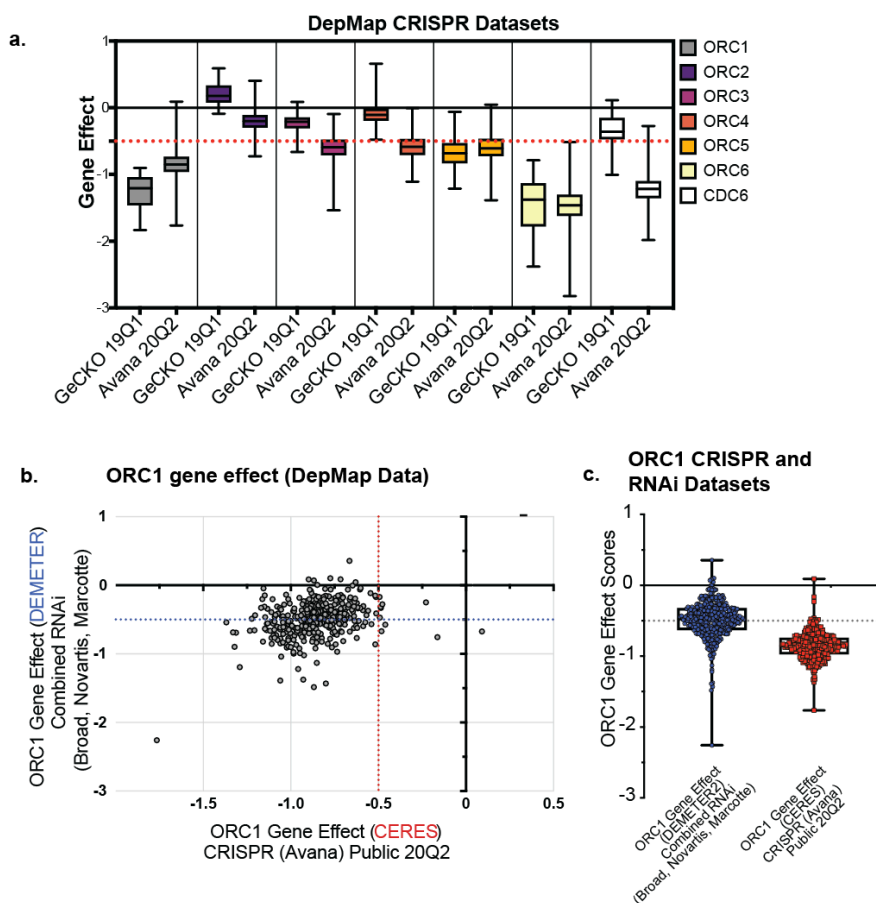 a.
DepMap CRISPR Datasets
Gene Effect
1
0
-1
-2
-3
GeCKO 19Q1
Avana 20Q2
GeCKO 19Q1
Avana 20Q2
GeCKO 19Q1
Avana 20Q2
GeCKO 19Q1
Avana 20Q2
GeCKO 19Q1
Avana 20Q2
GeCKO 19Q1
Avana 20Q2
GeCKO 19Q1
Avana 20Q2
ORC1
ORC2
ORC3
ORC4
ORC5
ORC6
CDC6
b.
ORC1 gene effect (DepMap Data)
ORC1 Gene Effect (DEMETER)
Combined RNAi
(Broad, Novartis, Marcotte)
1
0
-1
-2
-3
-1.5
-1.0
-0.5
0
0.5
ORC1 Gene Effect (CERES)
CRISPR (Avana) Public 20Q2
c.
ORC1 CRISPR and
RNAi Datasets
ORC1 Gene Effect Scores
1
0
-1
-2
-3
ORC1 Gene Effect
(DEMETER2)
Combined RNAi
(Broad, Novartis, Marcotte)
ORC1 Gene Effect
(CERES)
CRISPR (Avana)
Public 20Q2